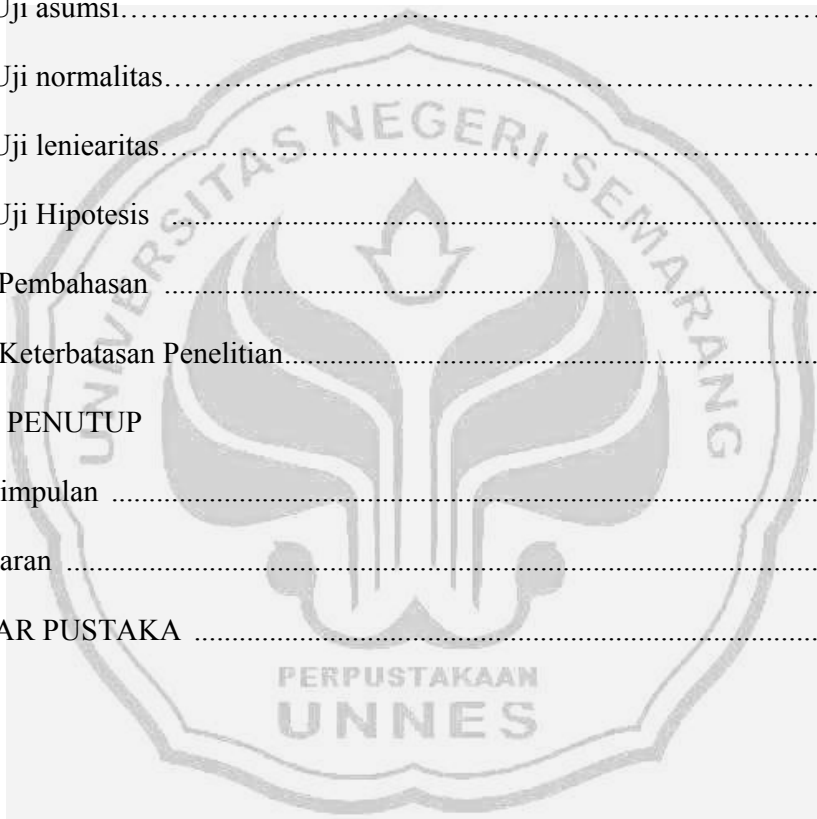 Uji asumsi……………………………………………………………………
Uji normalitas………………………………………………………………
Uji leniearitas………………………………………………………………
Uji Hipotesis ..........................................................................................
Pembahasan ...........................................................................................
Keterbatasan Penelitian..........................................................................
PENUTUP
impulan ..................................................................................................
aran ........................................................................................................
AR PUSTAKA ......................................................................................
UNIVERSITAS NEGERI SEMARANG
PERPUSTAKAAN
UNNES